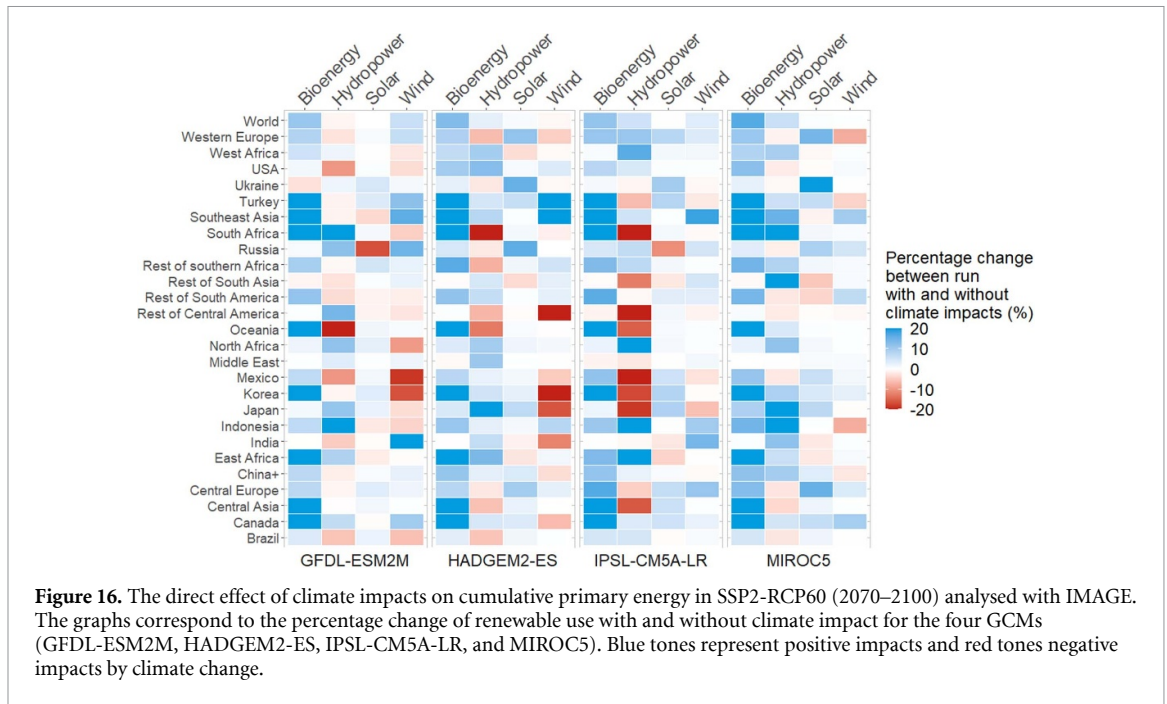 Bioenergy Hydropower Solar Wind Bioenergy Hydropower Solar Wind Bioenergy Hydropower Solar Wind Bioenergy Hydropower Solar Wind
World
Western Europe
West Africa
USA
Ukraine
Turkey
Southeast Asia
South Africa
Russia
Rest of southern Africa
Rest of South Asia
Rest of South America
Rest of Central America
Oceania
North Africa
Middle East
Mexico
Korea
Japan
Indonesia
India
East Africa
China+
Central Europe
Central Asia
Canada
Brazil
GFDL-ESM2M HADGEM2-ES IPSL-CM5A-LR MIROC5
Percentage change
between run
with and without
climate impacts (%)
20
10
0
-10
-20
Figure 16. The direct effect of climate impacts on cumulative primary energy in SSP2-RCP60 (2070–2100) analysed with IMAGE.
The graphs correspond to the percentage change of renewable use with and without climate impact for the four GCMs
(GFDL-ESM2M, HADGEM2-ES, IPSL-CM5A-LR, and MIROC5). Blue tones represent positive impacts and red tones negative
impacts by climate change.